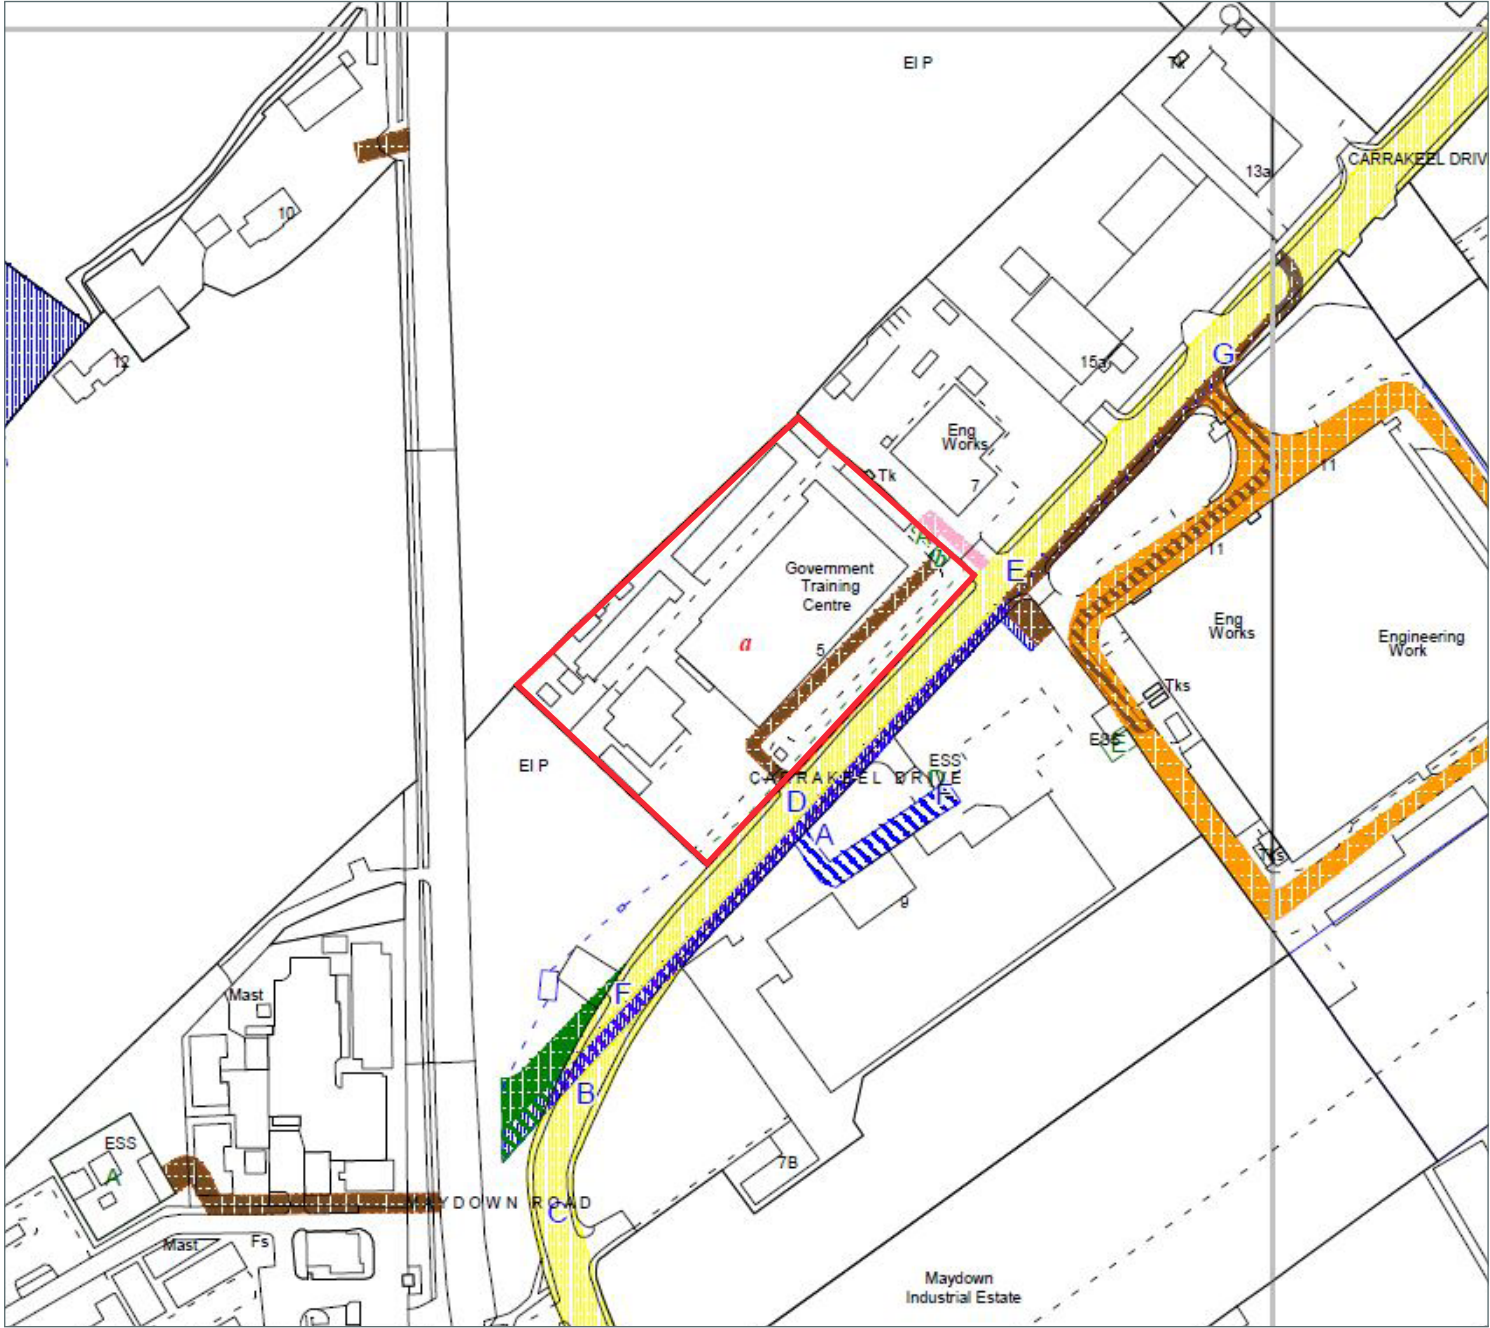 El P
Tk
13a
CARRAKEEL DRIV
10
12
15a
G
Eng
Works
Tk
7
11
b
Government
Training
Centre
E
11
a
5
Eng
Works
Engineering
Work
Tks
ESS
E
El P
ESS
CARRAKEEL DRIVE
D
A
F
9
Tks
Mast
F
B
ESS
A
7B
MAYDOWN ROAD
C
Mast
Fs
Maydown
Industrial Estate